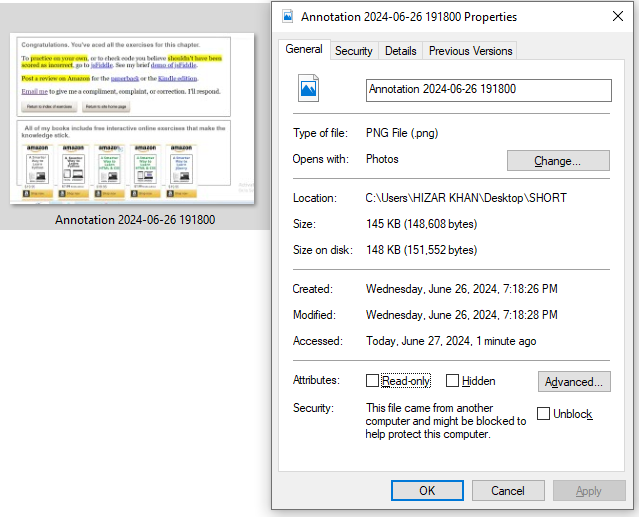 Congratulations. You've aced all the exercises for this chapter.
To practice on your own, or to check code you believe shouldn't have been
scored as incorrect, go to jsFiddle. See my brief demo of jsFiddle.
Post a review on Amazon for the paperback or the Kindle edition.
Email me to give me a compliment, complaint, or correction. I'll respond.
Return to index of exercises
Return to site home page
All of my books include free interactive online exercises that make the
knowledge stick.
amazon amazon amazon amazon amazon
Annotation 2024-06-26 191800
Annotation 2024-06-26 191800 Properties
General Security Details Previous Versions
Annotation 2024-06-26 191800
Type of file: PNG File (.png)
Opens with: Photos Change...
Location: C:\Users\HIZAR KHAN\Desktop\SHORT
Size: 145 KB (148,608 bytes)
Size on disk: 148 KB (151,552 bytes)
Created: Wednesday, June 26, 2024, 7:18:26 PM
Modified: Wednesday, June 26, 2024, 7:18:28 PM
Accessed: Today, June 27, 2024, 1 minute ago
Attributes: Read-only Hidden Advanced...
Security: This file came from another Unblock
computer and might be blocked to
help protect this computer.
OK Cancel Apply